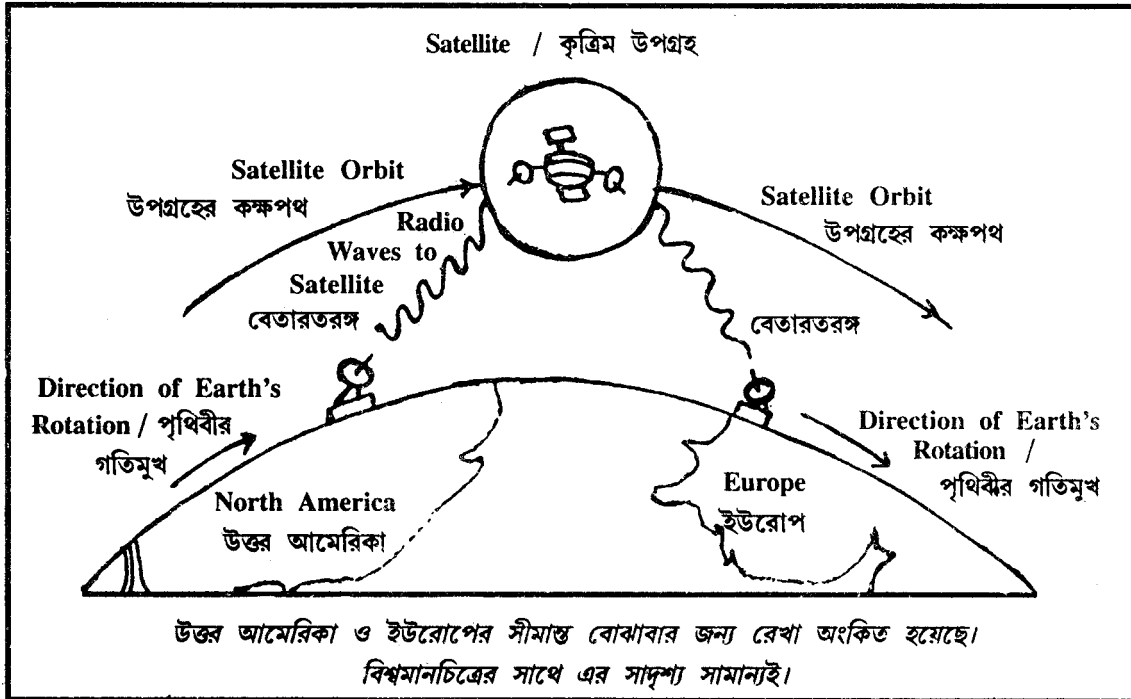 Satellite / কৃত্রিম উপগ্রহ
Satellite Orbit
উপগ্রহের কক্ষপথ
Radio
Waves to
Satellite
বেতারতরঙ্গ
Satellite Orbit
উপগ্রহের কক্ষপথ
বেতারতরঙ্গ
Direction of Earth's
Rotation / পৃথিবীর
গতিমুখ
Direction of Earth's
Rotation /
পৃথিবীর গতিমুখ
North America
উত্তর আমেরিকা
Europe
ইউরোপ
উত্তর আমেরিকা ও ইউরোপের সীমান্ত বোঝাবার জন্য রেখা অংকিত হয়েছে।
বিশ্বমানচিত্রের সাথে এর সাদৃশ্য সামান্যই।